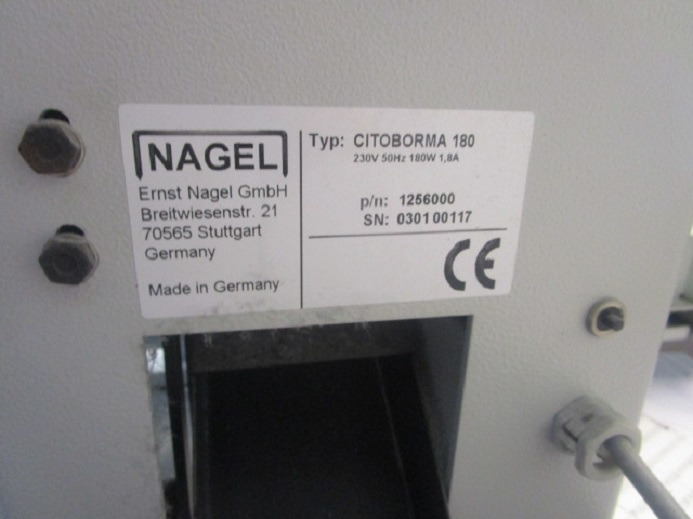 NAGEL
Ernst Nagel GmbH
Breitwiesenstr. 21
70565 Stuttgart
Germany
Made in Germany
Typ: CITOBORMA 180
230V 50Hz 180W 1,8A
p/n: 1256000
SN: 030100117
CE